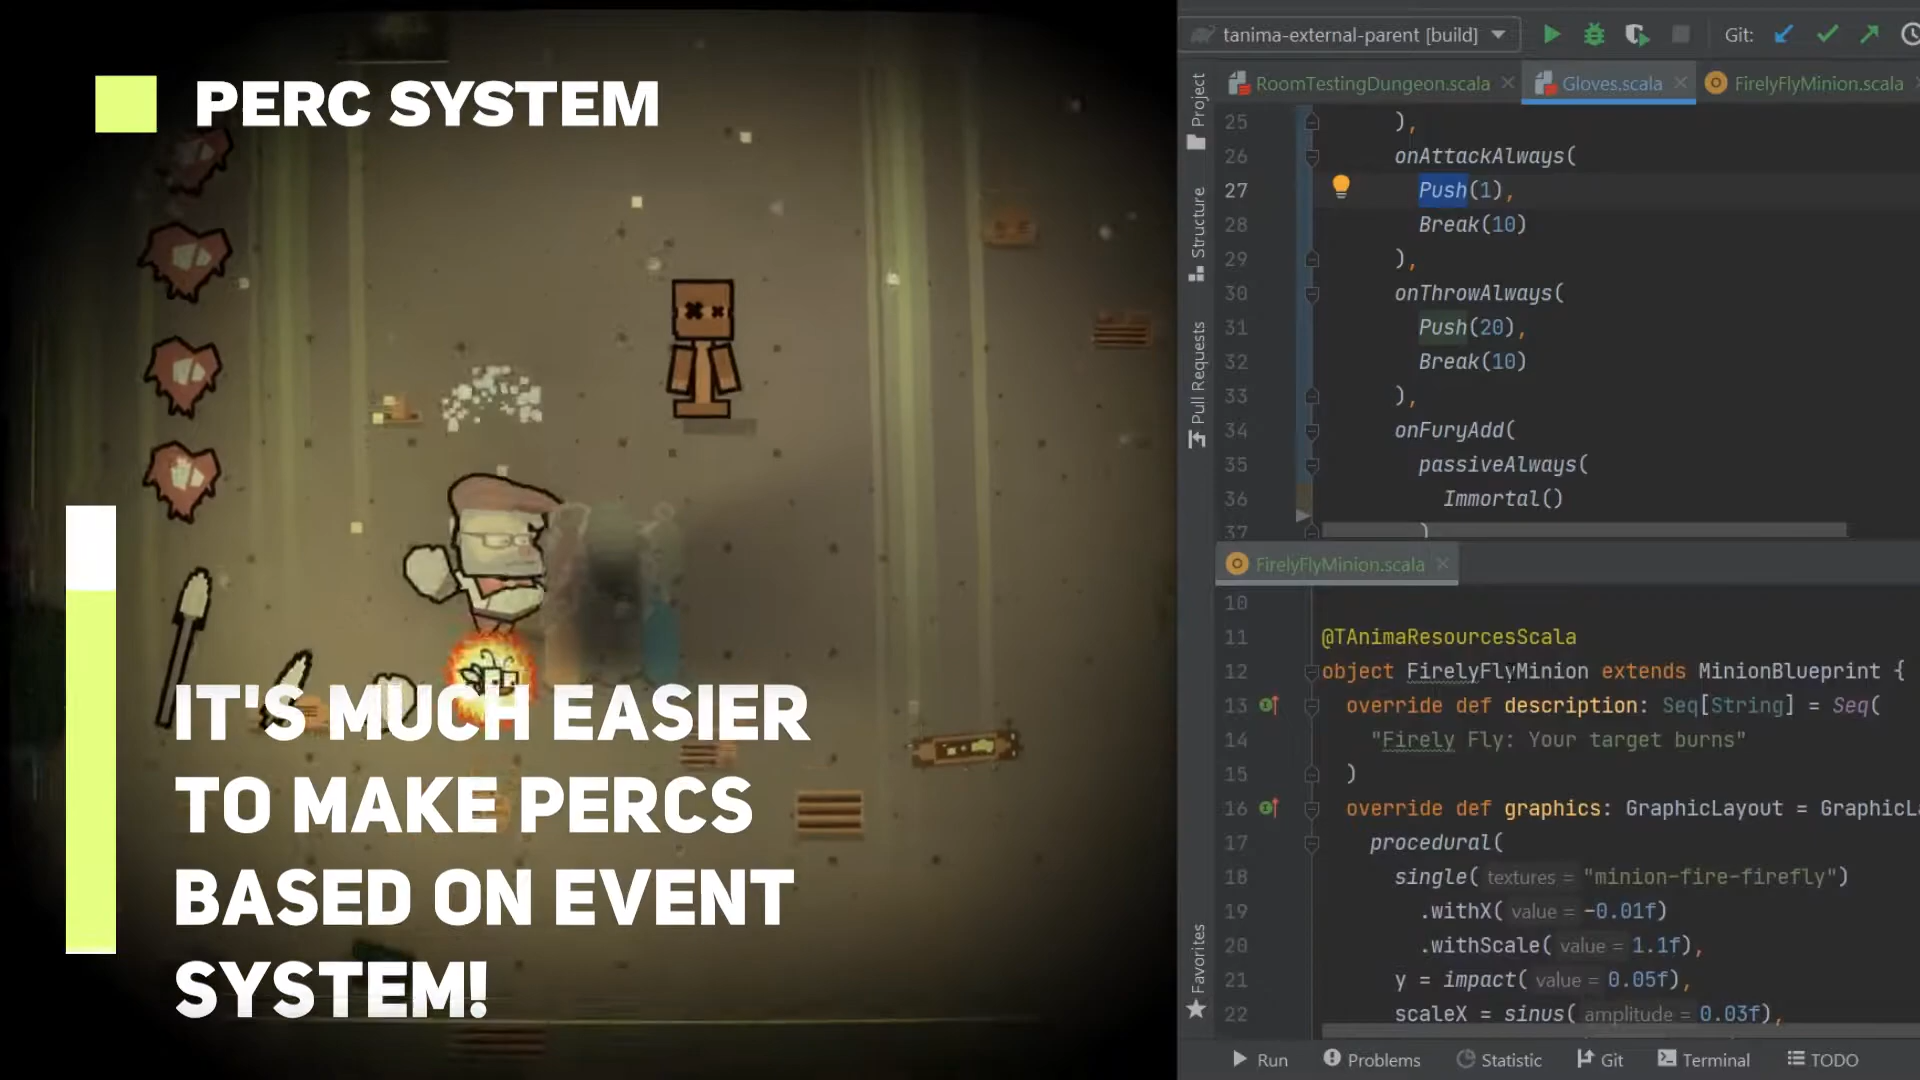 PERC SYSTEM
IT'S MUCH EASIER
TO MAKE PERCS
BASED ON EVENT
SYSTEM!
tanima-external-parent [build]
Git:
RoomTestingDungeon.scala
Gloves.scala
FirelyFlyMinion.scala
Project
Structure
Pull Requests
Favorites
25 ),
26 onAttackAlways(
27 Push(1),
28 Break(10)
29 ),
30 onThrowAlways(
31 Push(20),
32 Break(10)
33 ),
34 onFuryAdd(
35 passiveAlways(
36 Immortal()
37 )
FirelyFlyMinion.scala
10
11 @TAnimaResourcesScala
12 object FirelyFlyMinion extends MinionBlueprint {
13 override def description: Seq[String] = Seq(
14 "Firely Fly: Your target burns"
15 )
16 override def graphics: GraphicLayout = GraphicLa
17 procedural(
18 single( textures = "minion-fire-firefly")
19 .withX( value = -0.01f)
20 .withScale( value = 1.1f),
21 y = impact( value = 0.05f),
22 scaleX = sinus( amplitude = 0.03f),
Run Problems Statistic Git Terminal TODO